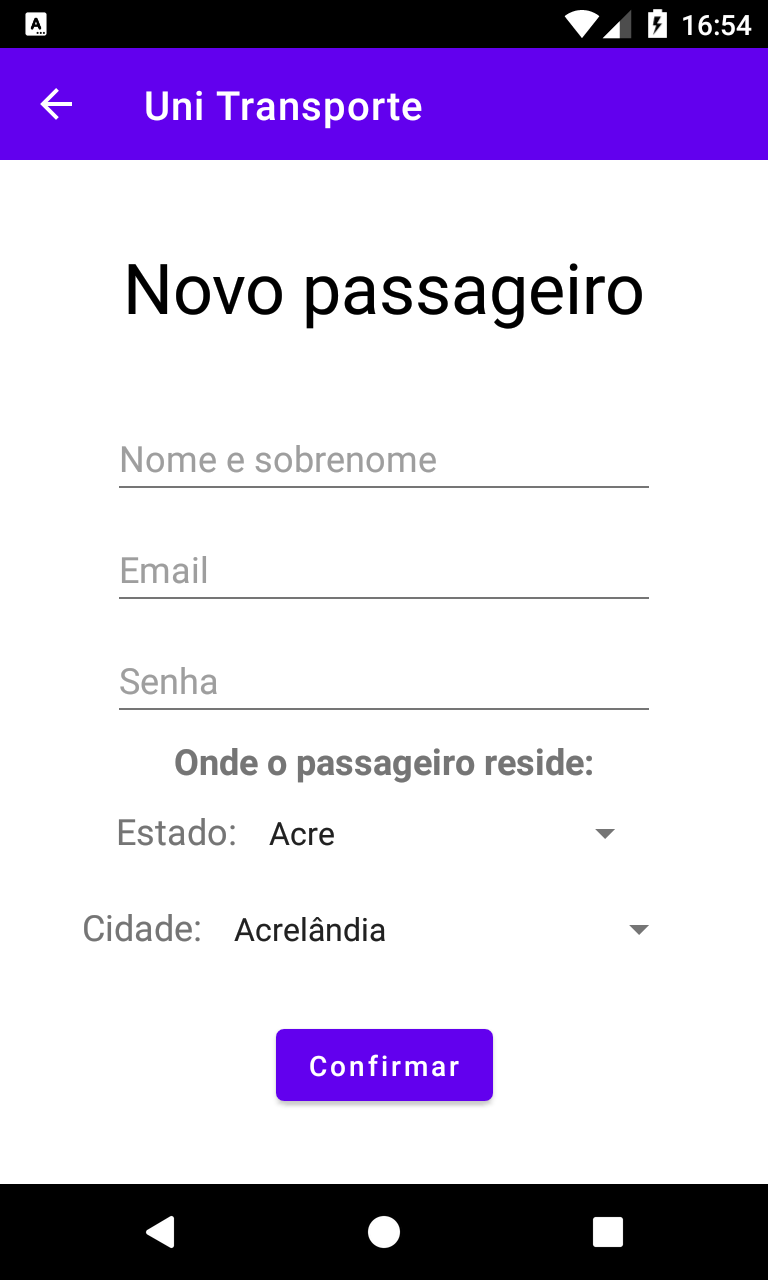 16:54
Uni Transporte
Novo passageiro
Nome e sobrenome
Email
Senha
Onde o passageiro reside:
Estado: Acre
Cidade: Acrelândia
Confirmar